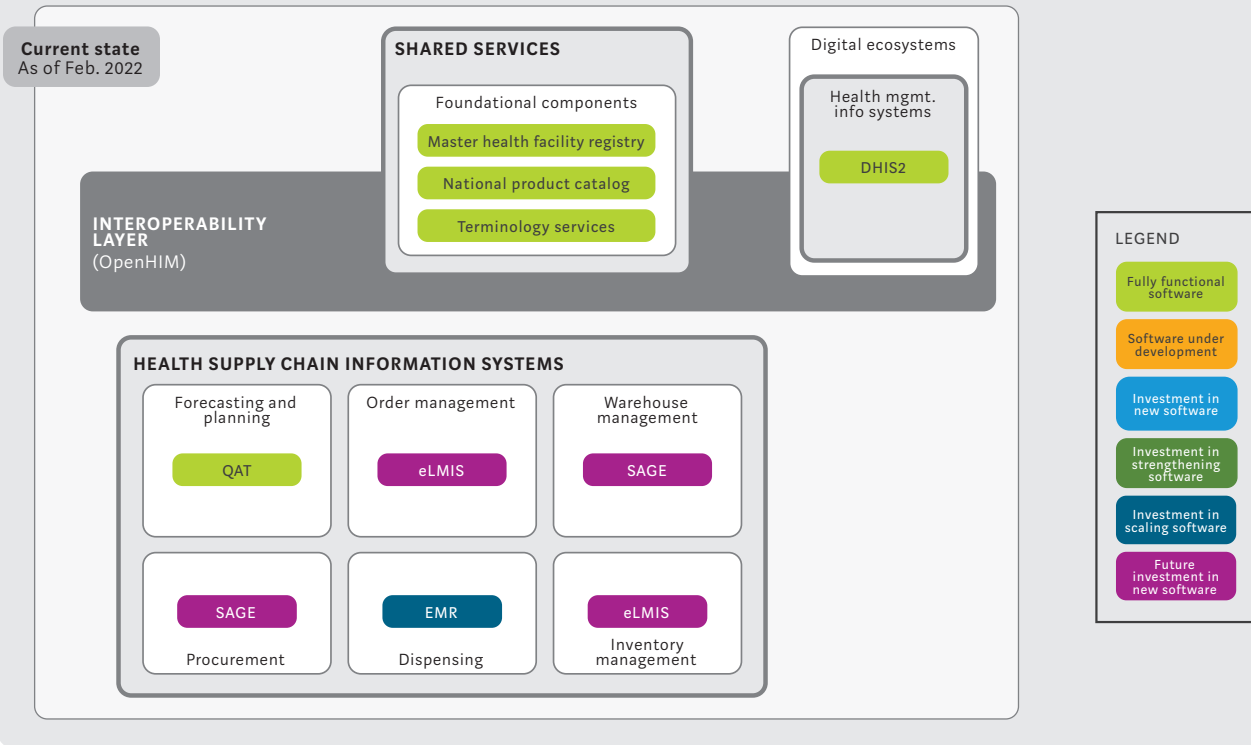 Current state
As of Feb. 2022
SHARED SERVICES
Foundational components
Master health facility registry
National product catalog
Terminology services
Digital ecosystems
Health mgmt.
info systems
DHIS2
INTEROPERABILITY
LAYER
(OpenHIM)
HEALTH SUPPLY CHAIN INFORMATION SYSTEMS
Forecasting and
planning
QAT
Order management
eLMIS
Warehouse
management
SAGE
SAGE
Procurement
EMR
Dispensing
eLMIS
Inventory
management
LEGEND
Fully functional
software
Software under
development
Investment in
new software
Investment in
strengthening
software
Investment in
scaling software
Future
investment in
new software